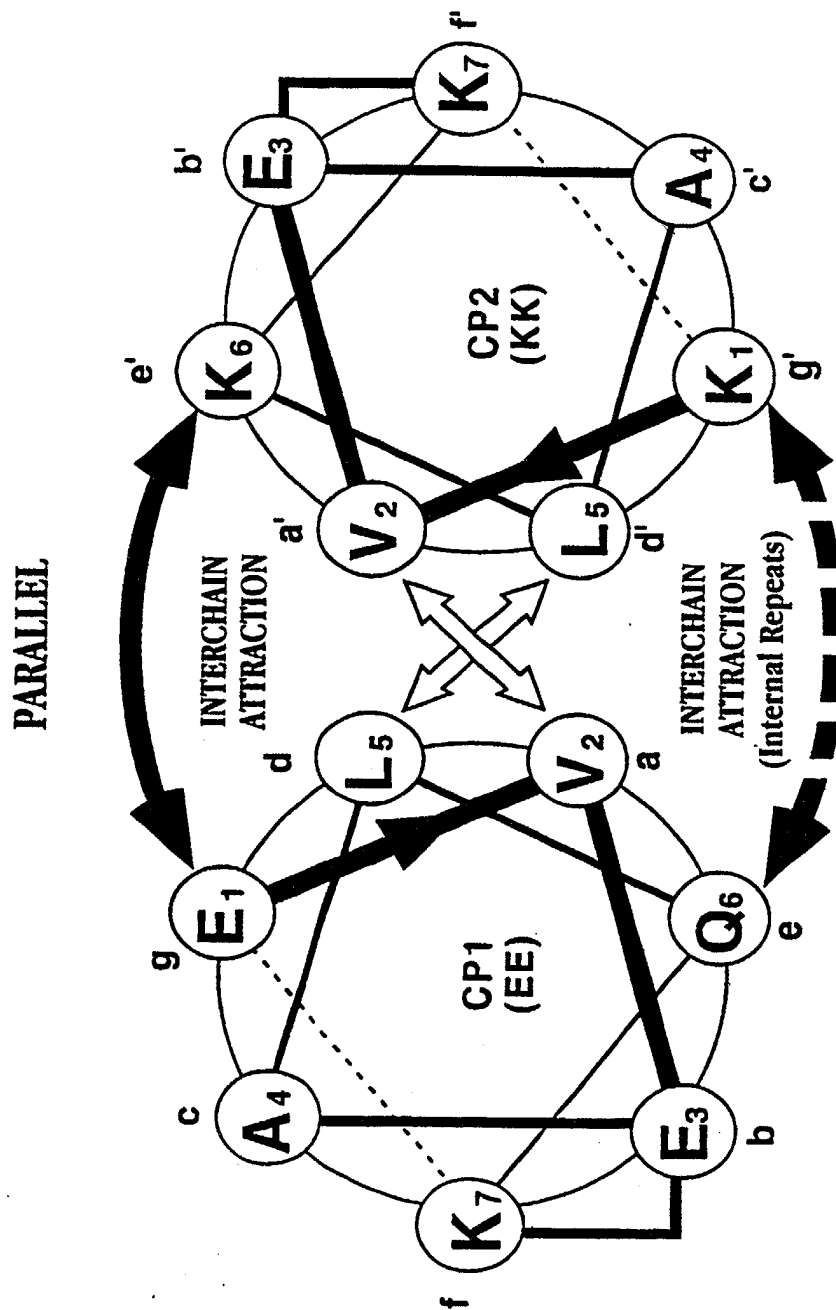 PARALLEL
e'
g
c
b'
INTERCHAIN
ATTRACTION
E1
K6
A4
E3
d
a'
L5
V2
f
f'
K7
K7
CP1
(EE)
CP2
(KK)
V2
L5
a
d'
E3
A4
Q6
K1
INTERCHAIN
ATTRACTION
(Internal Repeats)
b
c'
e
g'